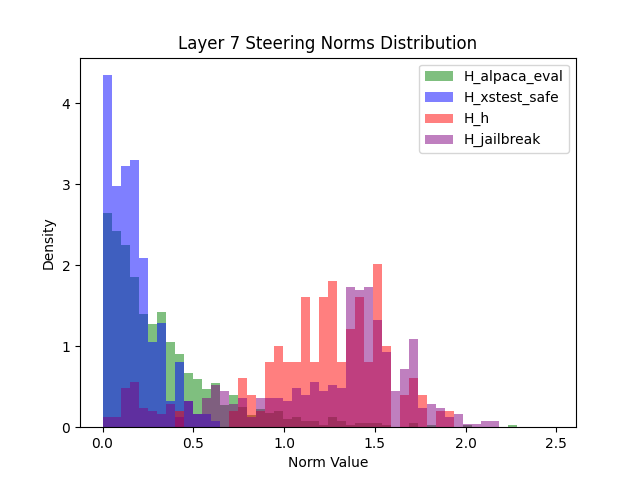 Layer 7 Steering Norms Distribution
H_alpaca_eval
H_xstest_safe
H_h
H_jailbreak
Density
4
3
2
1
0
0.0 0.5 1.0 1.5 2.0 2.5
Norm Value